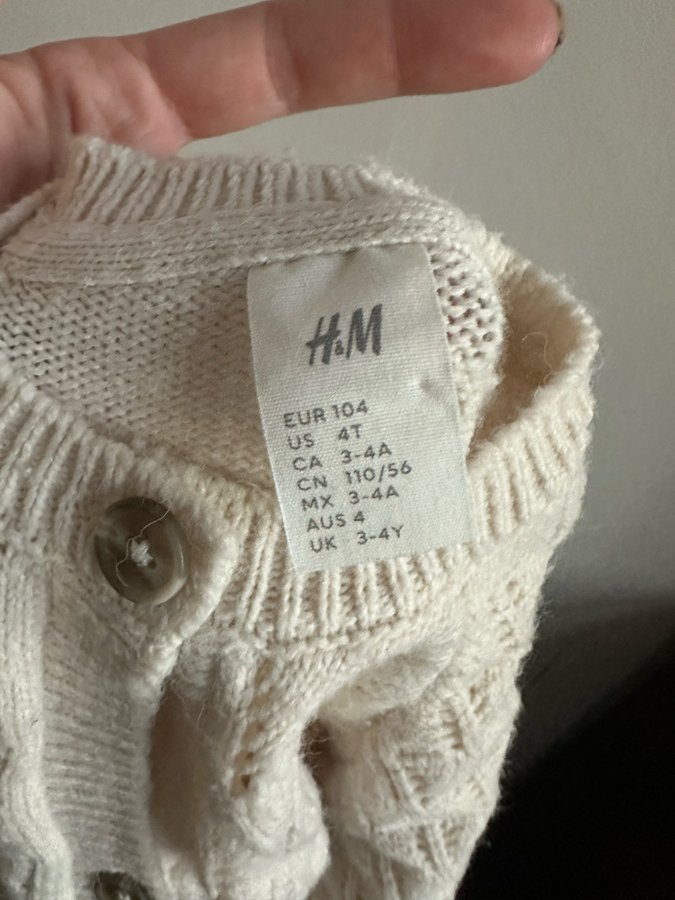 H&M
EUR 104
US 4T
CA 3-4A
CN 110/56
MX 3-4A
AUS 4
UK 3-4Y